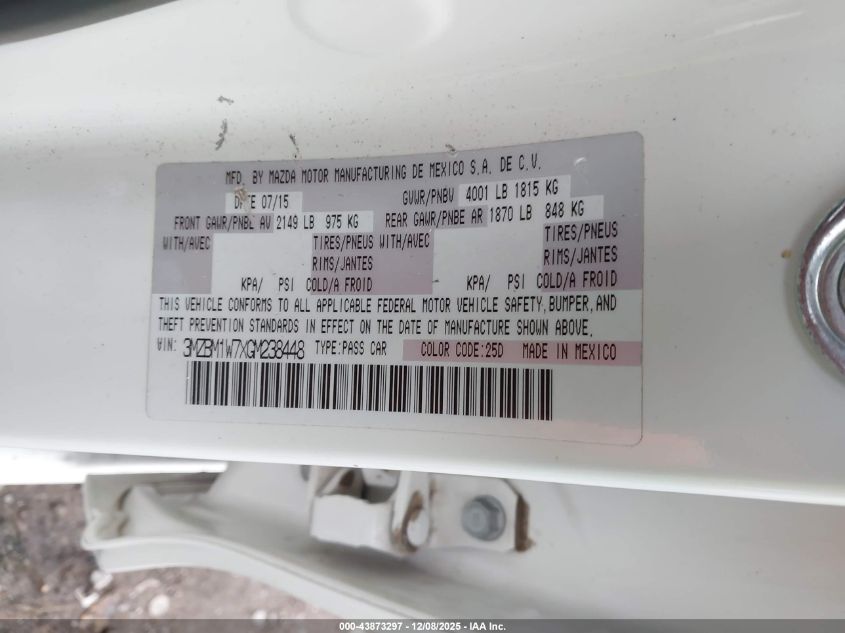 MFD. BY MAZDA MOTOR MANUFACTURING DE MEXICO S.A. DE C.V.
DATE 07/15 GVWR/PNBV 4001 LB 1815 KG
FRONT GAWR/PNBE AV 2149 LB 975 KG REAR GAWR/PNBE AR 1870 LB 848 KG
WITH/AVEC TIRES/PNEUS WITH/AVEC TIRES/PNEUS
RIMS/JANTES RIMS/JANTES
KPA/ PSI COLD/A FROID KPA/ PSI COLD/A FROID
THIS VEHICLE CONFORMS TO ALL APPLICABLE FEDERAL MOTOR VEHICLE SAFETY, BUMPER, AND
THEFT PREVENTION STANDARDS IN EFFECT ON THE DATE OF MANUFACTURE SHOWN ABOVE.
VIN: 3MZBM1W7XGM238448 TYPE:PASS CAR COLOR CODE:25D MADE IN MEXICO
000-43873297 - 12/08/2025 - IAA Inc.